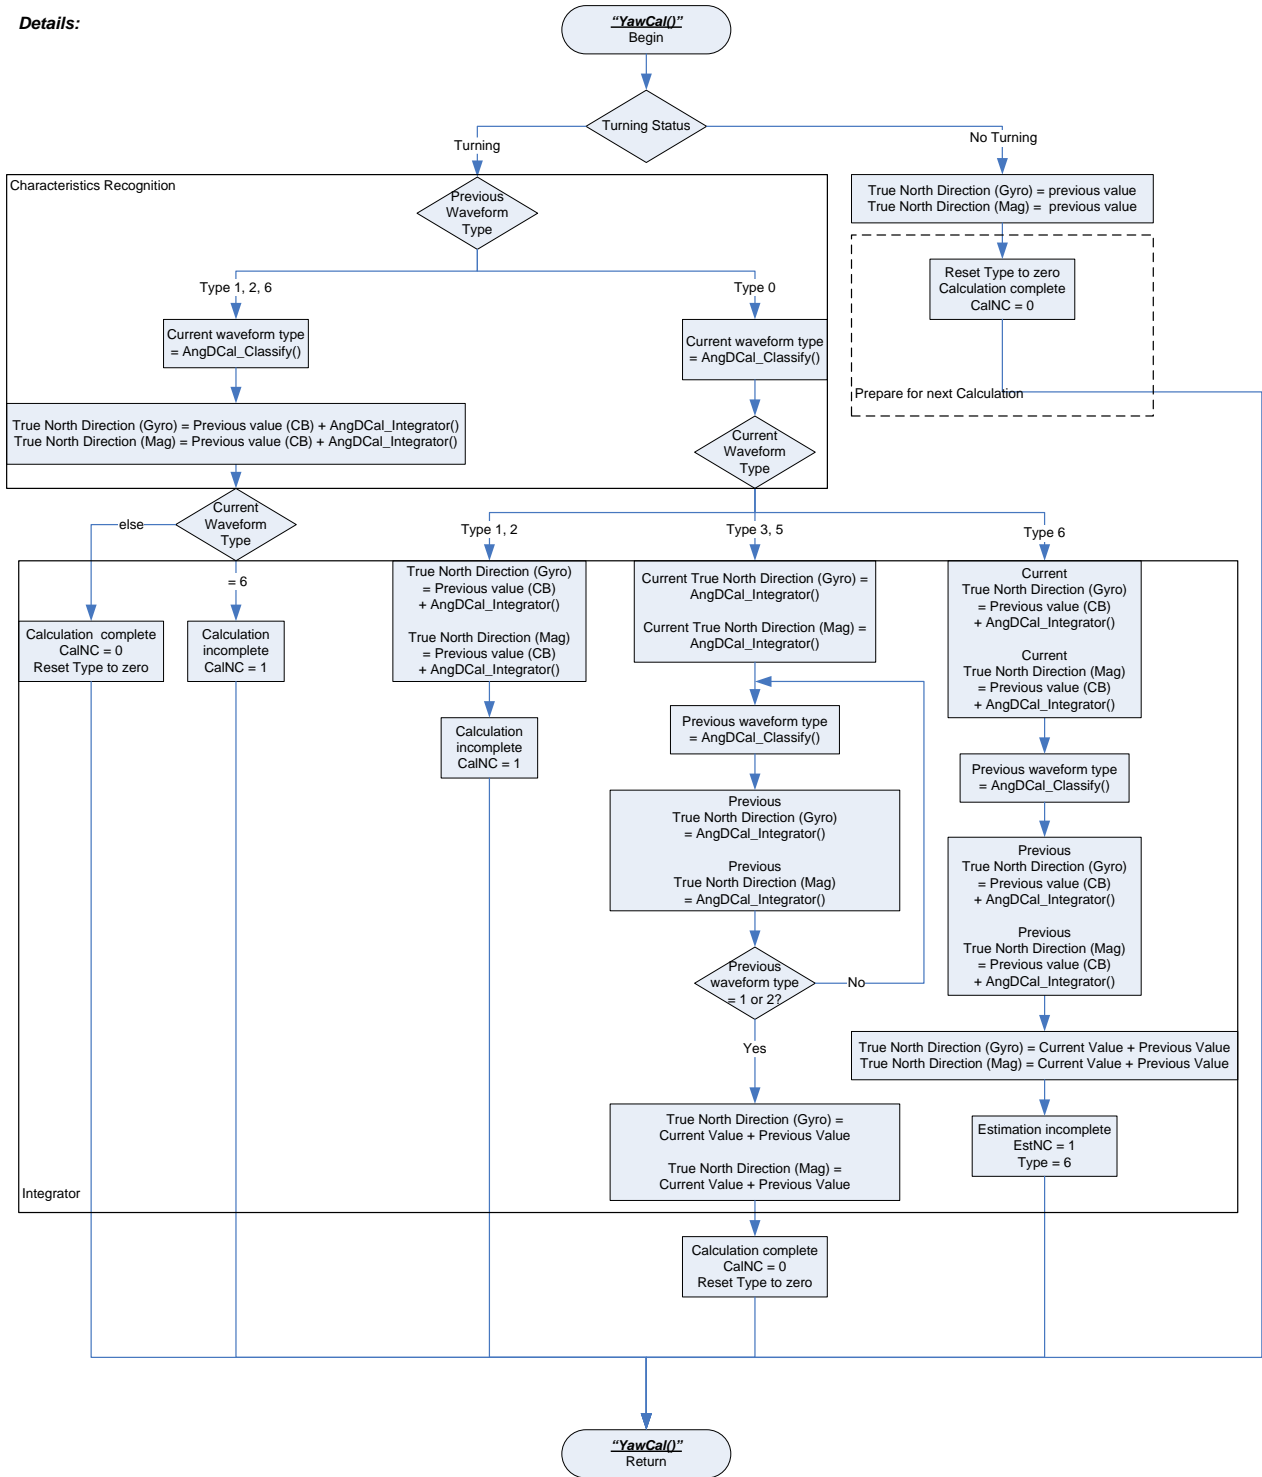 Details:
“YawCal()”
Begin
Turning Status
Turning
No Turning
Characteristics Recognition
Previous
Waveform
Type
True North Direction (Gyro) = previous value
True North Direction (Mag) = previous value
Type 1, 2, 6
Type 0
Reset Type to zero
Calculation complete
CalNC = 0
Prepare for next Calculation
Current waveform type
= AngDCal_Classify()
Current waveform type
= AngDCal_Classify()
True North Direction (Gyro) = Previous value (CB) + AngDCal_Integrator()
True North Direction (Mag) = Previous value (CB) + AngDCal_Integrator()
Current
Waveform
Type
Current
Waveform
Type
else
= 6
Type 1, 2
Type 3, 5
Type 6
Calculation complete
CalNC = 0
Reset Type to zero
Calculation
incomplete
CalNC = 1
True North Direction (Gyro)
= Previous value (CB)
+ AngDCal_Integrator()
True North Direction (Mag)
= Previous value (CB)
+ AngDCal_Integrator()
Calculation
incomplete
CalNC = 1
Current True North Direction (Gyro) =
AngDCal_Integrator()
Current True North Direction (Mag) =
AngDCal_Integrator()
Previous waveform type
= AngDCal_Classify()
Previous
True North Direction (Gyro)
= AngDCal_Integrator()
Previous
True North Direction (Mag)
= AngDCal_Integrator()
Previous
waveform type
= 1 or 2?
No
Yes
True North Direction (Gyro) =
Current Value + Previous Value
True North Direction (Mag) =
Current Value + Previous Value
Current
True North Direction (Gyro)
= Previous value (CB)
+ AngDCal_Integrator()
Current
True North Direction (Mag)
= Previous value (CB)
+ AngDCal_Integrator()
Previous waveform type
= AngDCal_Classify()
Previous
True North Direction (Gyro)
= Previous value (CB)
+ AngDCal_Integrator()
Previous
True North Direction (Mag)
= Previous value (CB)
+ AngDCal_Integrator()
True North Direction (Gyro) = Current Value + Previous Value
True North Direction (Mag) = Current Value + Previous Value
Estimation incomplete
EstNC = 1
Type = 6
Integrator
Calculation complete
CalNC = 0
Reset Type to zero
“YawCal()”
Return